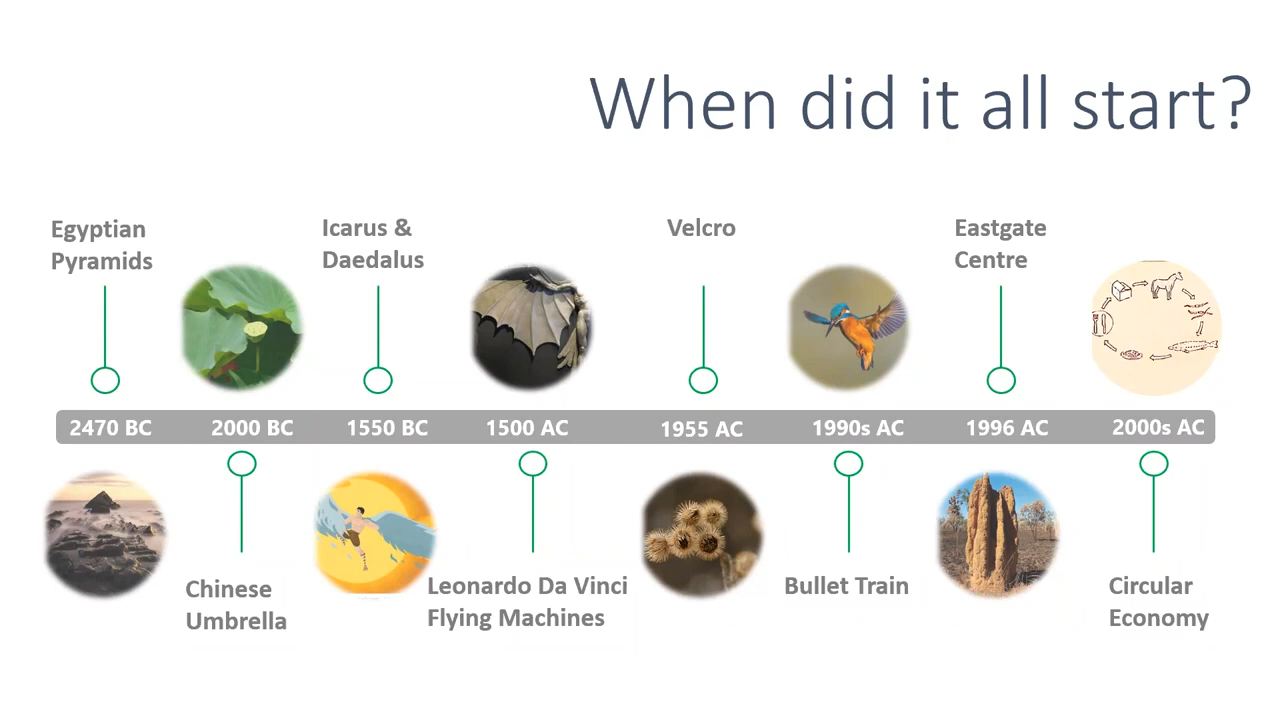 When did it all start?
Egyptian
Pyramids
Icarus &
Daedalus
Velcro
Eastgate
Centre
2470 BC
2000 BC
1550 BC
1500 AC
1955 AC
1990s AC
1996 AC
2000s AC
Chinese
Umbrella
Leonardo Da Vinci
Flying Machines
Bullet Train
Circular
Economy